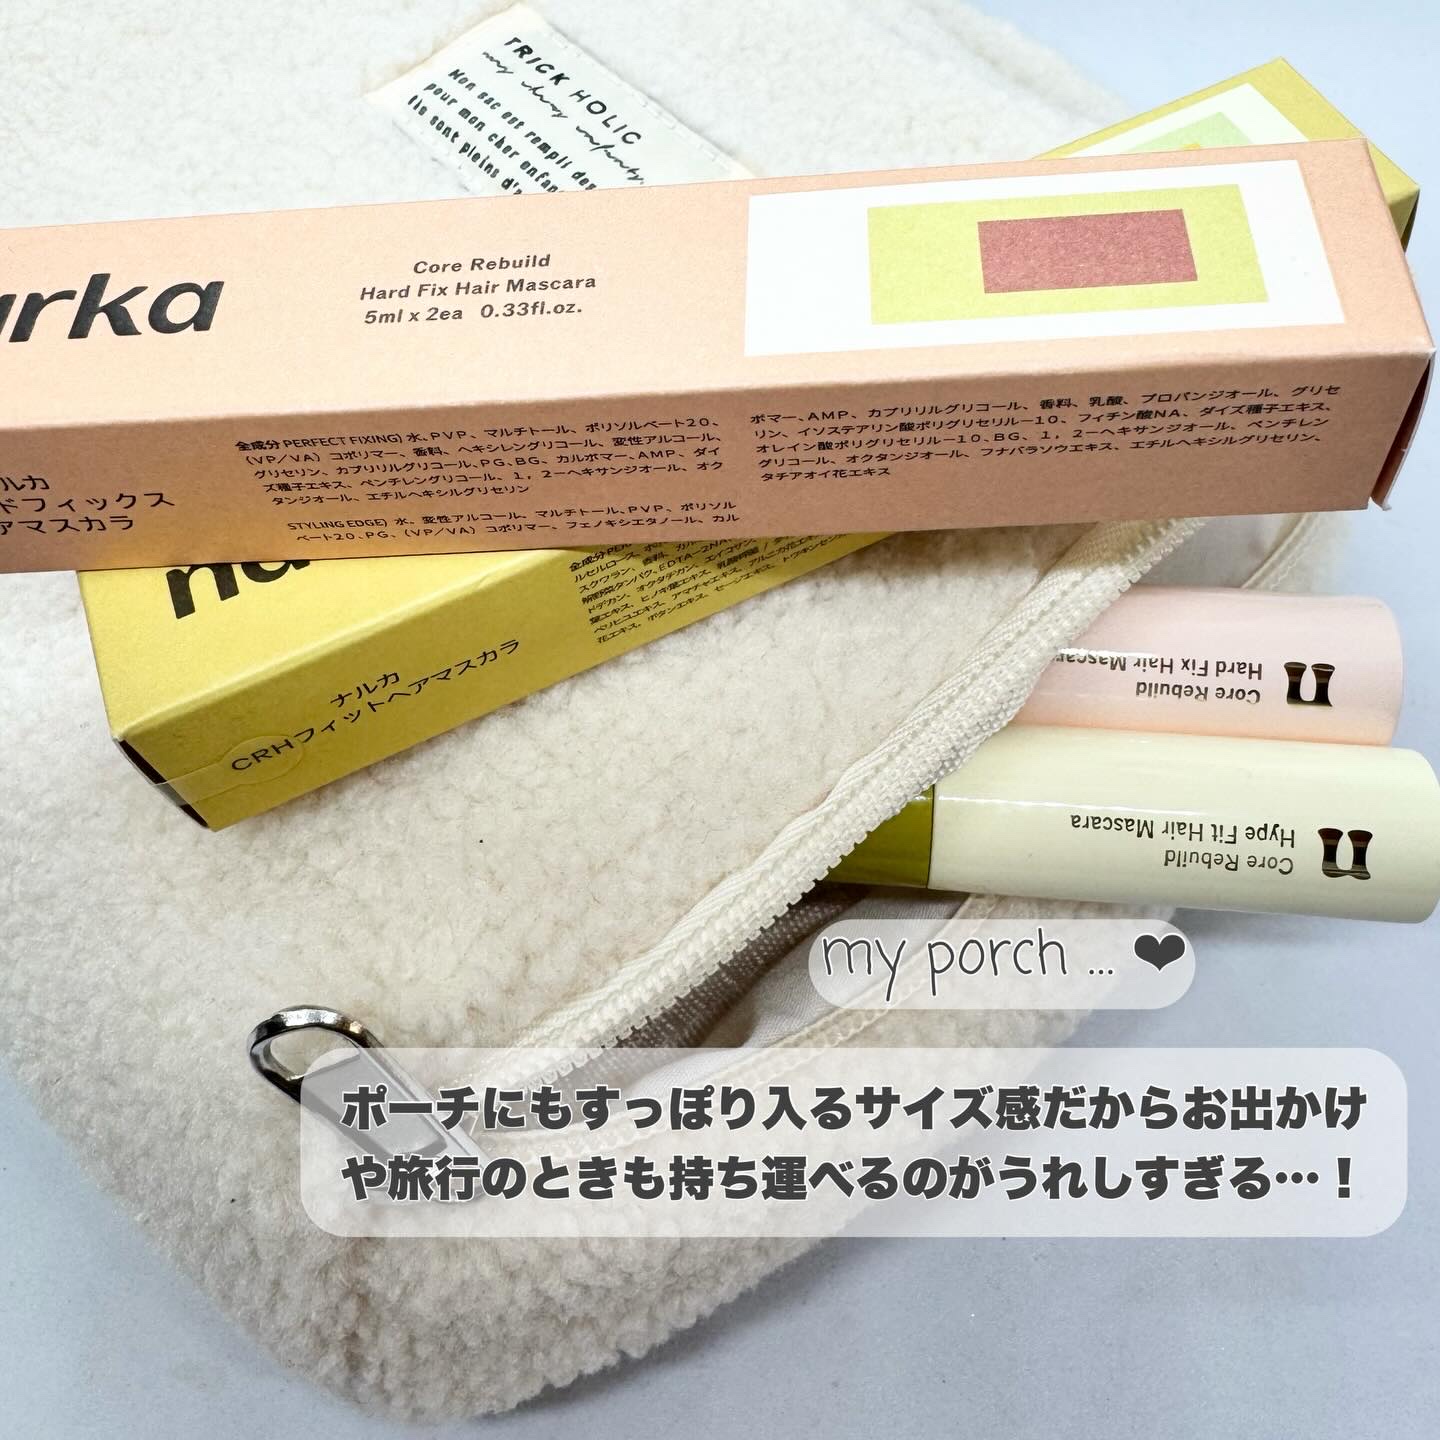 TRICK HOLIC
Mon sac est rempli des
pour mon cher enfan
Ils sont pleins d'a
urka
Core Rebuild
Hard Fix Hair Mascara
5ml x 2ea 0.33fl.oz.
全成分 PERFECT FIXING) 水、PVP、マルチトール、ポリソルベート20、
(VP/VA) コポリマー、香料、ヘキシレングリコール、変性アルコール、
グリセリン、カプリリルグリコール、PG、BG、カルボマー、AMP、ダイ
ズ種子エキス、ペンチレングリコール、1,2-ヘキサンジオール、オク
タンジオール、エチルヘキシルグリセリン
STYLING EDGE) 水、変性アルコール、マルチトール、PVP、ポリソル
ベート20、PG、(VP/VA) コポリマー、フェノキシエタノール、カル
ボマー、AMP、カプリリルグリコール、香料、乳酸、プロパンジオール、グリセ
リン、イソステアリン酸ポリグリセリル-10、フィチン酸NA、ダイズ種子エキス、
オレイン酸ポリグリセリル-10、BG、1,2-ヘキサンジオール、ペンチレン
グリコール、オクタンジオール、フナバラソウエキス、エチルヘキシルグリセリン、
タチアオイ花エキス
ルカ
ドフィックス
アマスカラ
na
ナルカ
CRHフィットヘアマスカラ
Core Rebuild
Hard Fix Hair Mascar
Core Rebuild
Hype Fit Hair Mascara
my porch ... ❤
ポーチにもすっぽり入るサイズ感だからお出かけ
や旅行のときも持ち運べるのがうれしすぎる…！